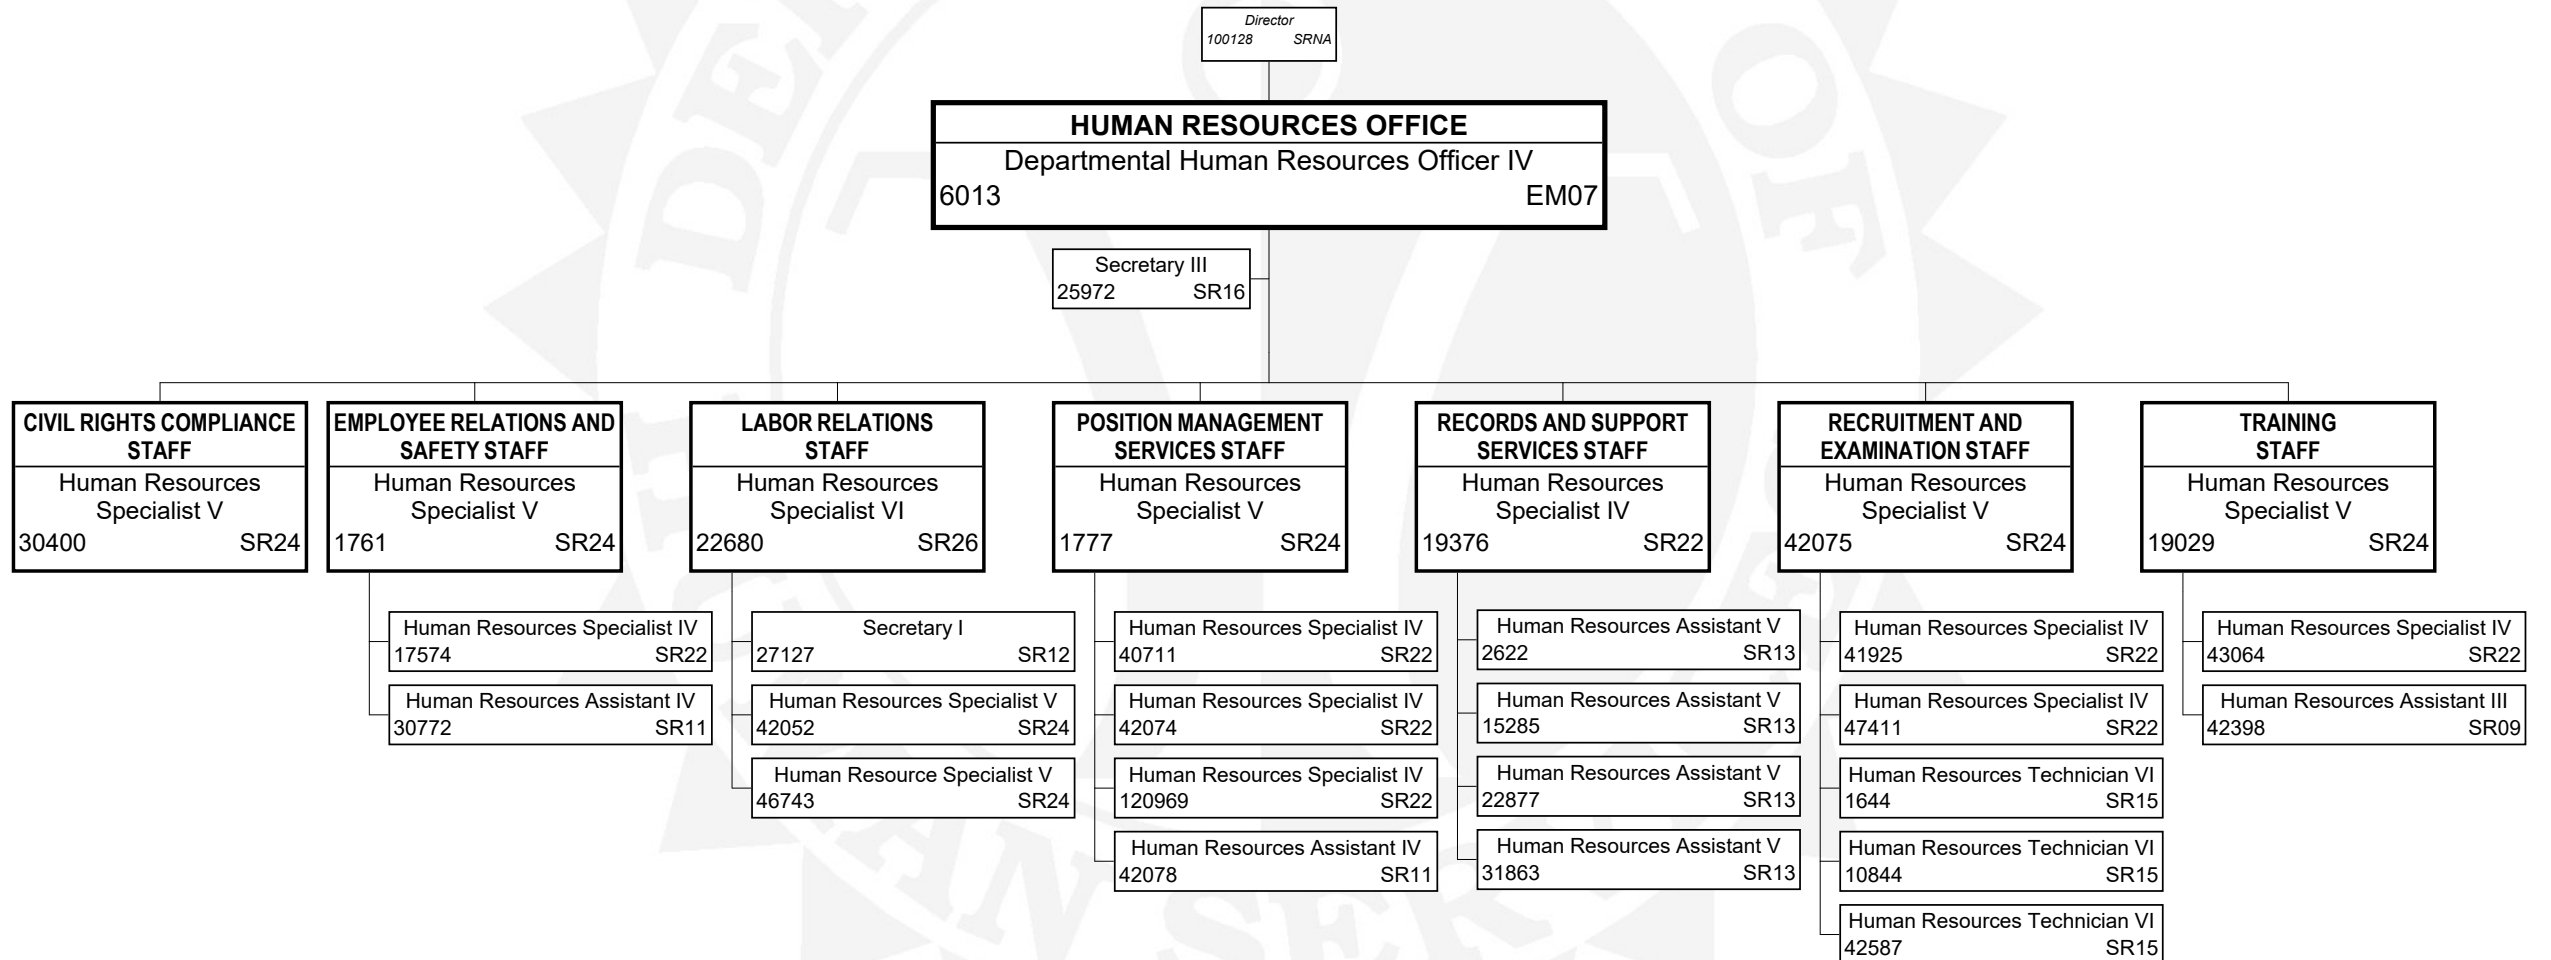 Director
100128 SRNA
HUMAN RESOURCES OFFICE
Departmental Human Resources Officer IV
6013 EM07
Secretary III
25972 SR16
CIVIL RIGHTS COMPLIANCE
STAFF
Human Resources
Specialist V
30400 SR24
EMPLOYEE RELATIONS AND
SAFETY STAFF
Human Resources
Specialist V
1761 SR24
Human Resources Specialist IV
17574 SR22
Human Resources Assistant IV
30772 SR11
LABOR RELATIONS
STAFF
Human Resources
Specialist VI
22680 SR26
Secretary I
27127 SR12
Human Resources Specialist V
42052 SR24
Human Resource Specialist V
46743 SR24
POSITION MANAGEMENT
SERVICES STAFF
Human Resources
Specialist V
1777 SR24
Human Resources Specialist IV
40711 SR22
Human Resources Specialist IV
42074 SR22
Human Resources Specialist IV
120969 SR22
Human Resources Assistant IV
42078 SR11
RECORDS AND SUPPORT
SERVICES STAFF
Human Resources
Specialist IV
19376 SR22
Human Resources Assistant V
2622 SR13
Human Resources Assistant V
15285 SR13
Human Resources Assistant V
22877 SR13
Human Resources Assistant V
31863 SR13
RECRUITMENT AND
EXAMINATION STAFF
Human Resources
Specialist V
42075 SR24
Human Resources Specialist IV
41925 SR22
Human Resources Specialist IV
47411 SR22
Human Resources Technician VI
1644 SR15
Human Resources Technician VI
10844 SR15
Human Resources Technician VI
42587 SR15
TRAINING
STAFF
Human Resources
Specialist V
19029 SR24
Human Resources Specialist IV
43064 SR22
Human Resources Assistant III
42398 SR09